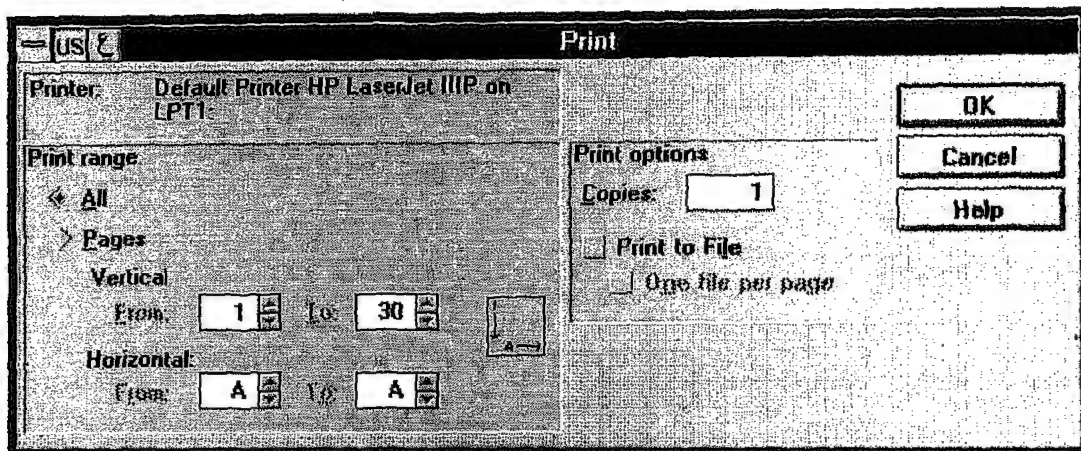 US ع Print
Printer: Default Printer HP LaserJet IIIP on
LPT1:
Print range
All
Pages
Vertical
From: 1 To: 30
Horizontal:
From: A To: A
A
Print options
Copies: 1
Print to File
One file per page
OK
Cancel
Help